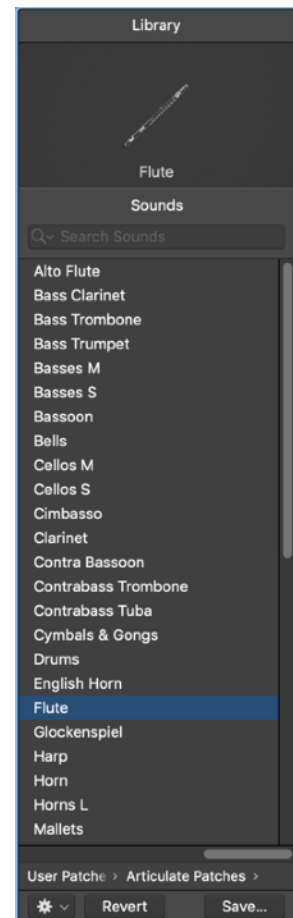 Library
Flute
Sounds
Search Sounds
Alto Flute
Bass Clarinet
Bass Trombone
Bass Trumpet
Basses M
Basses S
Bassoon
Bells
Cellos M
Cellos S
Cimbasso
Clarinet
Contra Bassoon
Contrabass Trombone
Contrabass Tuba
Cymbals & Gongs
Drums
English Horn
Flute
Glockenspiel
Harp
Horn
Horns L
Mallets
User Patche › Articulate Patches ›
Revert Save...